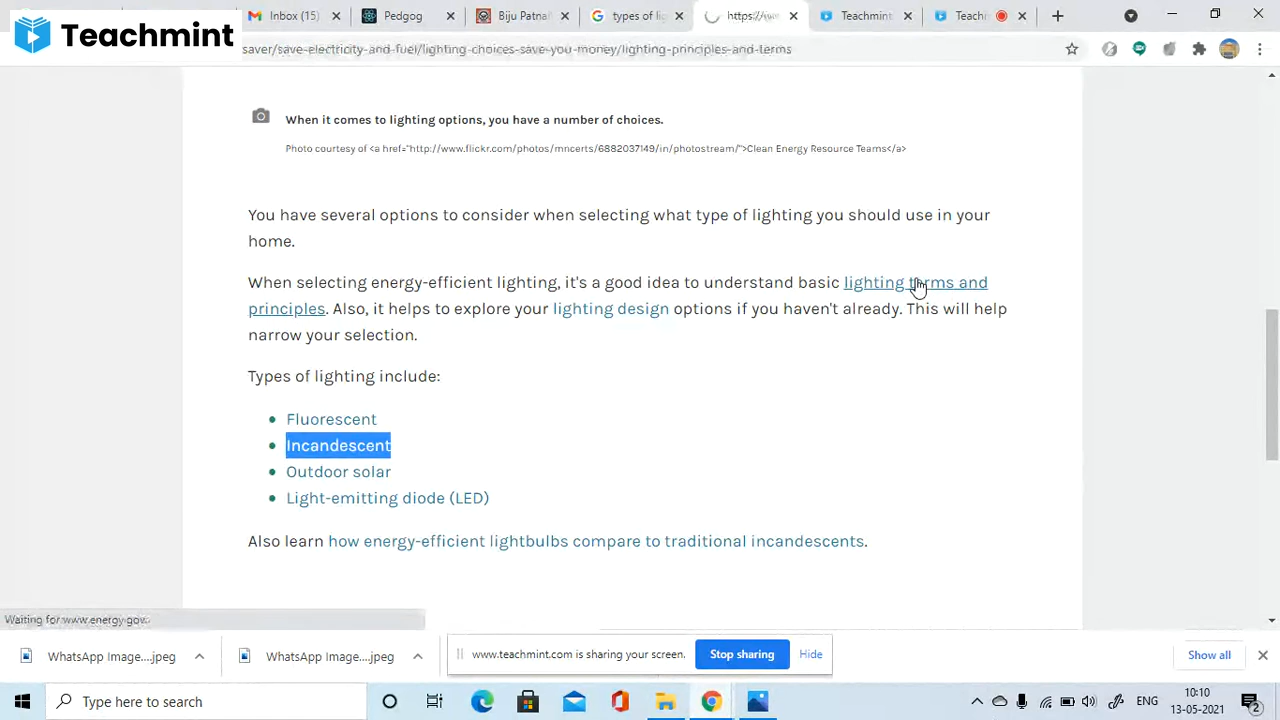 Teachmint
Inbox (15)
Pedgog
Biju Patna
types of li
Teachmint
Teach
saver/save-electricity-and-fuel/lighting-choices-save-you-money/lighting-principles-and-terms
When it comes to lighting options, you have a number of choices.
Photo courtesy of <a href="http://www.flickr.com/photos/mncerts/6882037149/in/photostream/">Clean Energy Resource Teams</a>
You have several options to consider when selecting what type of lighting you should use in your
home.
When selecting energy-efficient lighting, it's a good idea to understand basic lighting terms and
principles. Also, it helps to explore your lighting design options if you haven't already. This will help
narrow your selection.
Types of lighting include:
Fluorescent
Incandescent
Outdoor solar
Light-emitting diode (LED)
Also learn how energy-efficient lightbulbs compare to traditional incandescents.
Waiting for www.energy.gov...
WhatsApp Image....jpeg
WhatsApp Image....jpeg
www.teachmint.com is sharing your screen.
Stop sharing
Hide
Show all
Type here to search
ENG
10:10
13-05-2021
2